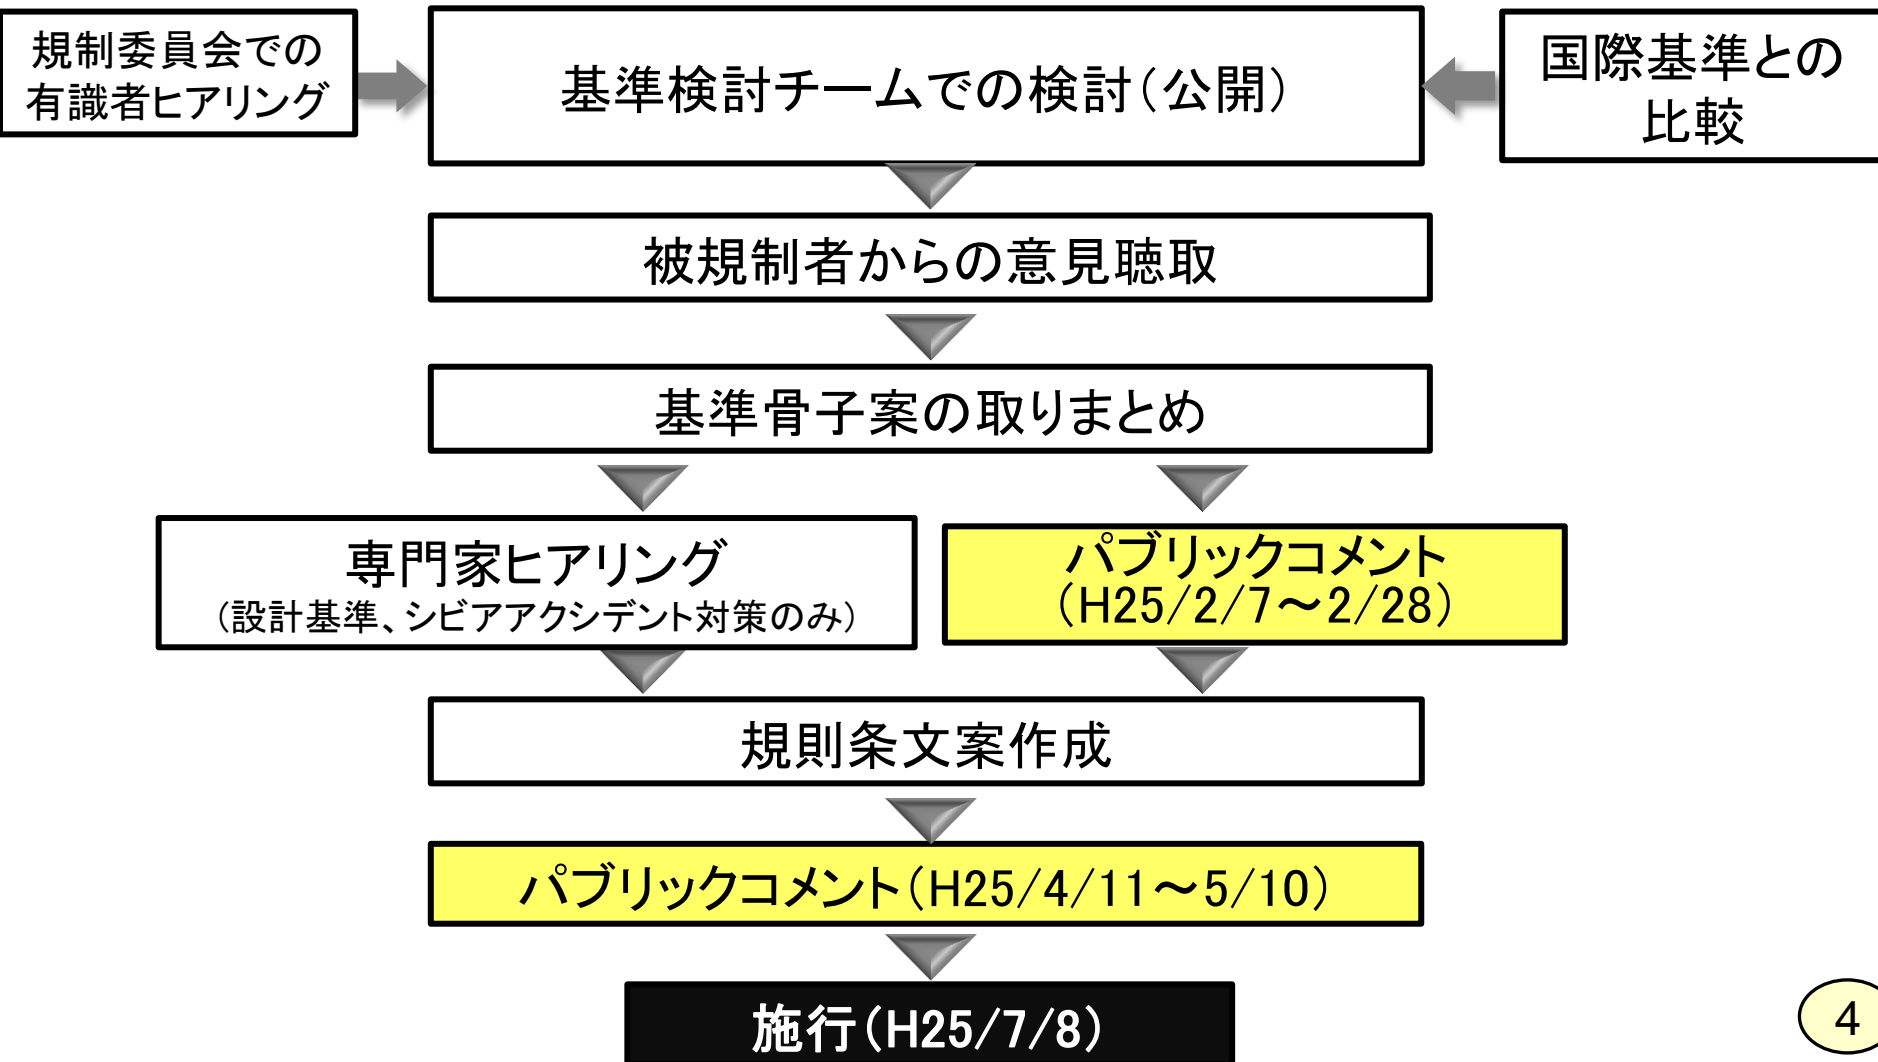 規制委員会での
有識者ヒアリング
基準検討チームでの検討（公開）
国際基準との
比較
被規制者からの意見聴取
基準骨子案の取りまとめ
専門家ヒアリング
（設計基準、シビアアクシデント対策のみ）
パブリックコメント
（H25/2/7～2/28）
規則条文案作成
パブリックコメント（H25/4/11～5/10）
施行（H25/7/8）
4